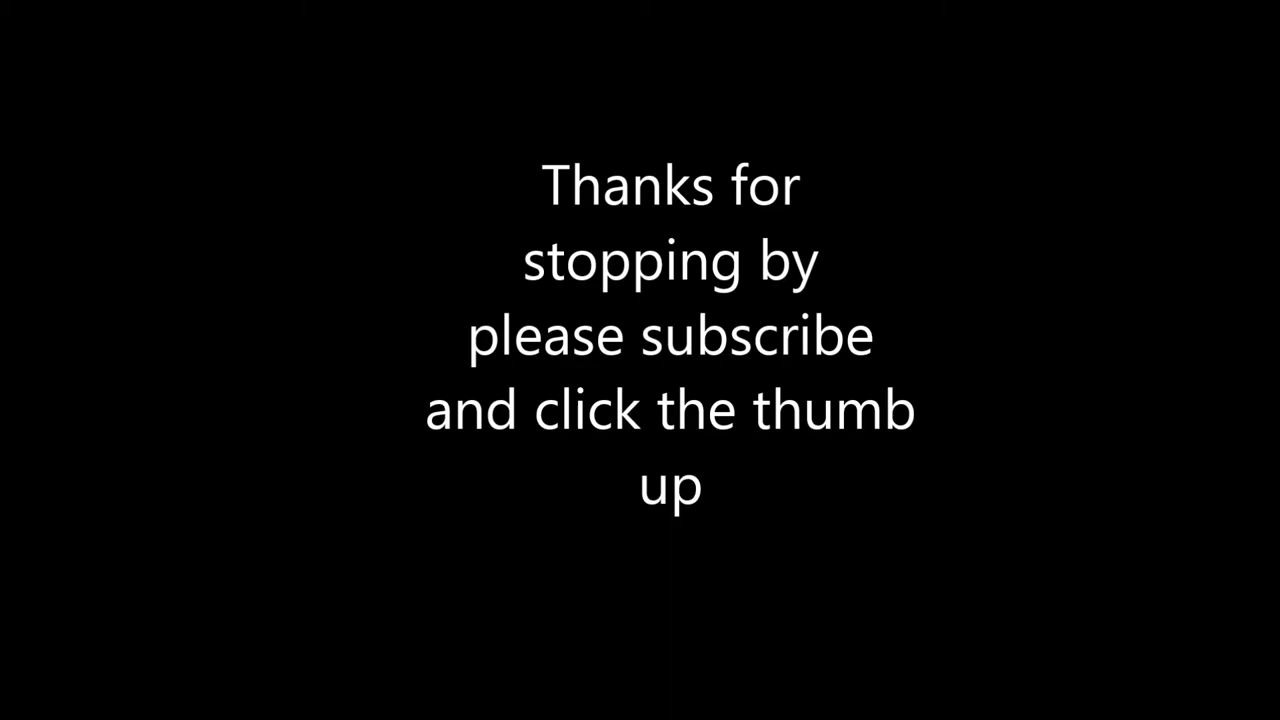 Thanks for
stopping by
please subscribe
and click the thumb
up